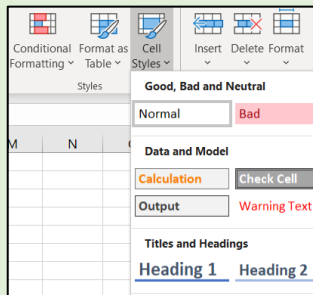 Conditional Format as Cell Insert Delete Format
Formatting Table Styles
Styles
Good, Bad and Neutral
Normal Bad
M N
Data and Model
Calculation Check Cell
Output Warning Text
Titles and Headings
Heading 1 Heading 2